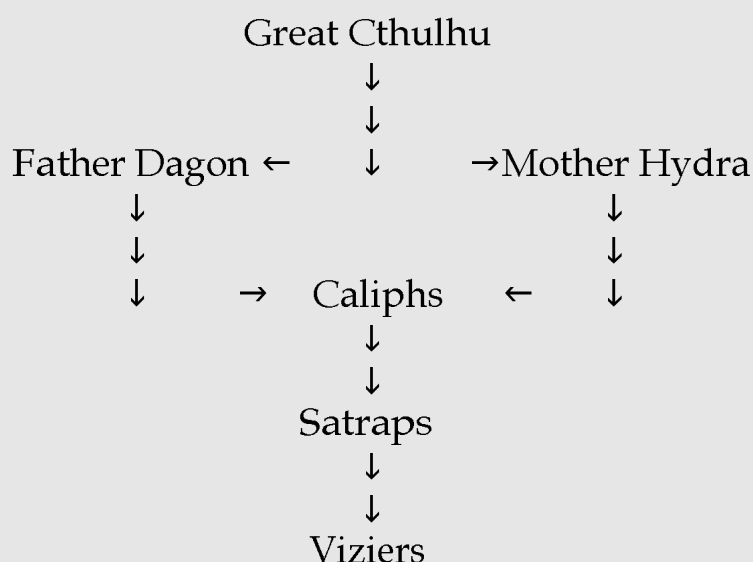 Great Cthulhu
↓
↓
Father Dagon ← ↓ →Mother Hydra
↓ ↓
↓ ↓
↓ → Caliphs ← ↓
↓
↓
Satraps
↓
↓
Viziers